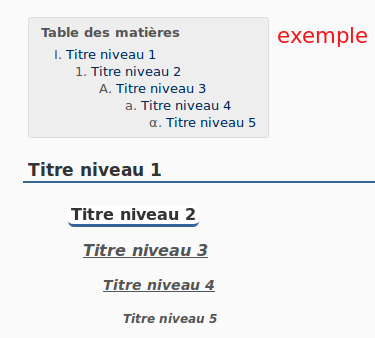 Table des matières
exemple
I. Titre niveau 1
1. Titre niveau 2
A. Titre niveau 3
a. Titre niveau 4
α. Titre niveau 5
Titre niveau 1
Titre niveau 2
Titre niveau 3
Titre niveau 4
Titre niveau 5